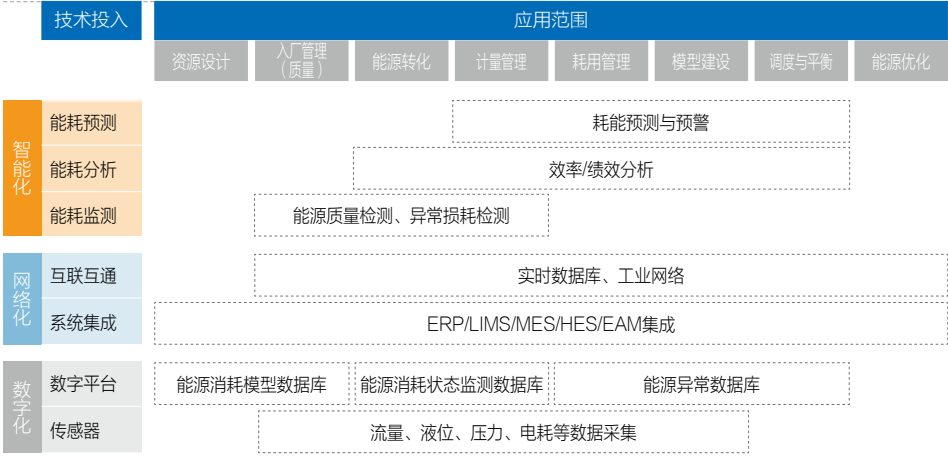 技术投入
应用范围
资源设计
入厂管理
（质量）
能源转化
计量管理
耗用管理
模型建设
调度与平衡
能源优化
智能化
能耗预测
耗能预测与预警
能耗分析
效率/绩效分析
能耗监测
能源质量检测、异常损耗检测
网络化
互联互通
实时数据库、工业网络
系统集成
ERP/LIMS/MES/HES/EAM集成
数字化
数字平台
能源消耗模型数据库
能源消耗状态监测数据库
能源异常数据库
传感器
流量、液位、压力、电耗等数据采集